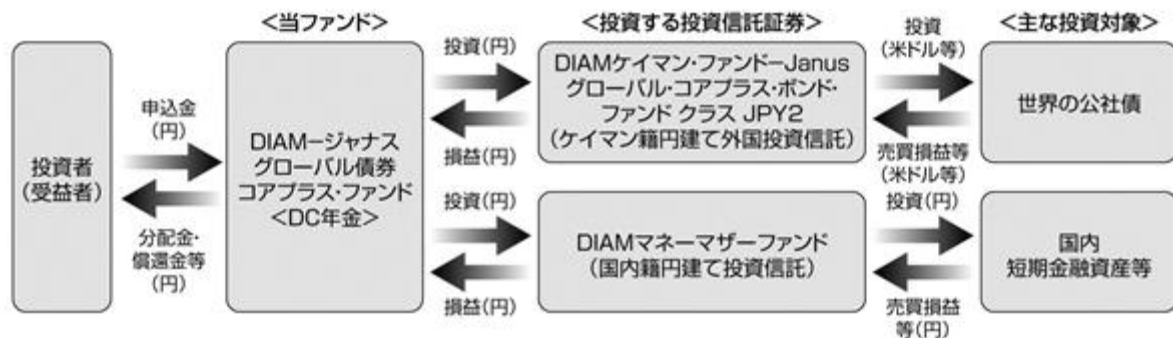 <当ファンド>
<投資する投資信託証券>
<主な投資対象>
投資者
(受益者)
申込金
(円)
分配金・
償還金等
(円)
DIAMージャナス
グローバル債券
コアプラス・ファンド
<DC年金>
投資(円)
損益(円)
DIAMケイマン・ファンドーJanus
グローバル・コアプラス・ボンド・
ファンド クラス JPY2
(ケイマン籍円建て外国投資信託)
投資
(米ドル等)
売買損益等
(米ドル等)
世界の公社債
投資(円)
損益(円)
DIAMマネーマザーファンド
(国内籍円建て投資信託)
投資(円)
売買損益
等(円)
国内
短期金融資産等